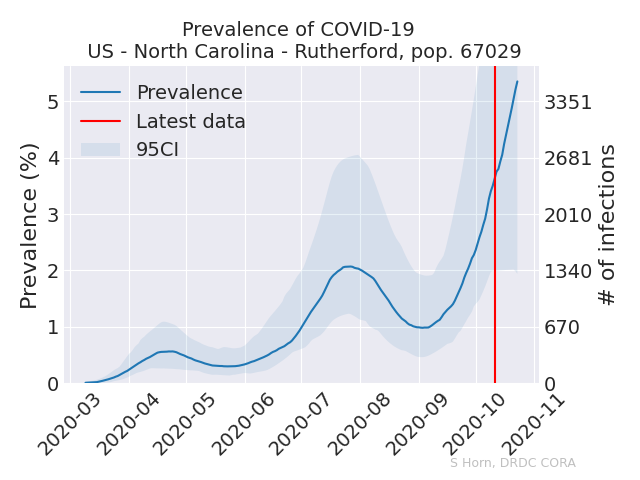 Prevalence of COVID-19
US - North Carolina - Rutherford, pop. 67029
Prevalence
Latest data
95CI
Prevalence (%)
5
4
3
2
1
0
3351
2681
2010
1340
670
0
# of infections
2020-03
2020-04
2020-05
2020-06
2020-07
2020-08
2020-09
2020-10
2020-11
S Horn, DRDC CORA